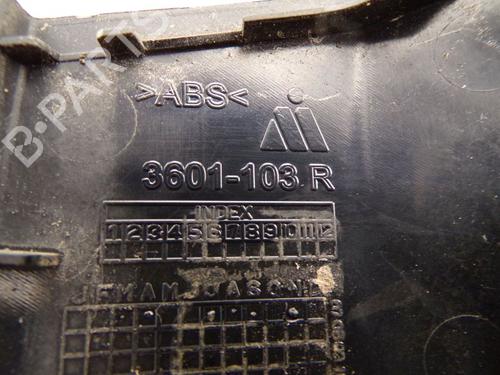 >ABS<
3601-103 R
INDEX
1 2 3 4 5 6 7 8 9 10 11 12
J F M A M J J A S O N D
B-PARTS